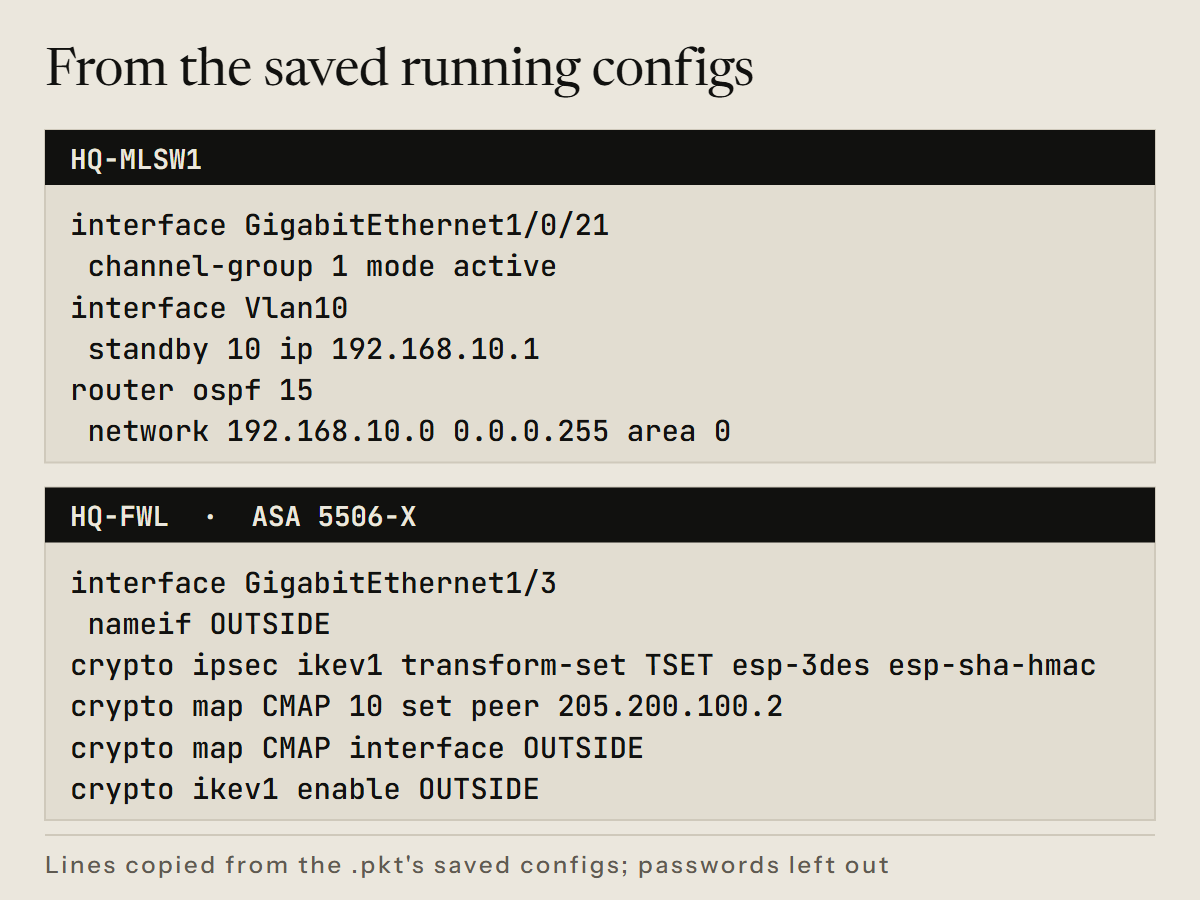 From the saved running configs
HQ-MLSW1
interface GigabitEthernet1/0/21
 channel-group 1 mode active
interface Vlan10
 standby 10 ip 192.168.10.1
router ospf 15
 network 192.168.10.0 0.0.0.255 area 0
HQ-FWL · ASA 5506-X
interface GigabitEthernet1/3
 nameif OUTSIDE
crypto ipsec ikev1 transform-set TSET esp-3des esp-sha-hmac
crypto map CMAP 10 set peer 205.200.100.2
crypto map CMAP interface OUTSIDE
crypto ikev1 enable OUTSIDE
Lines copied from the .pkt's saved configs; passwords left out